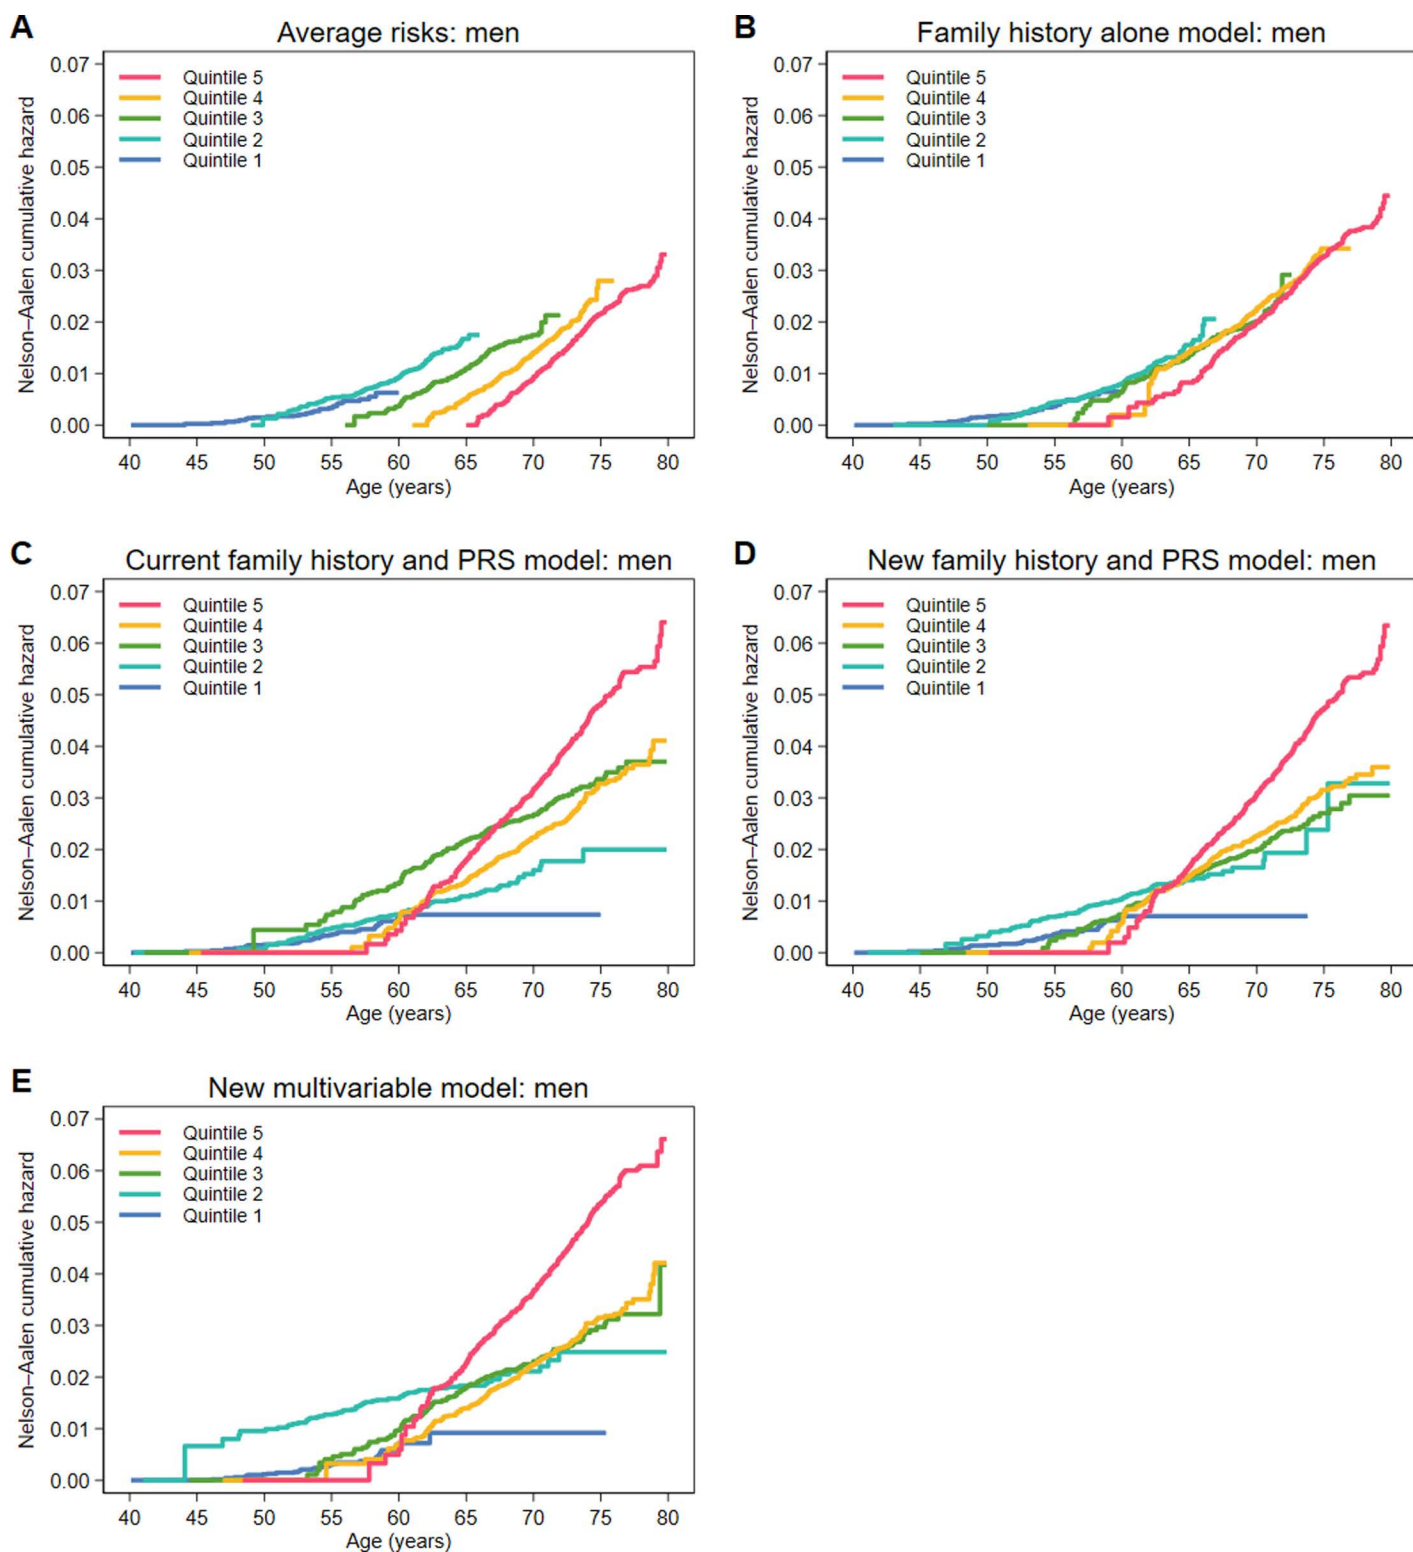 A
Average risks: men
0.07
0.06
0.05
0.04
0.03
0.02
0.01
0.00
Nelson–Aalen cumulative hazard
Quintile 5
Quintile 4
Quintile 3
Quintile 2
Quintile 1
40 45 50 55 60 65 70 75 80
Age (years)
B
Family history alone model: men
0.07
0.06
0.05
0.04
0.03
0.02
0.01
0.00
Nelson–Aalen cumulative hazard
Quintile 5
Quintile 4
Quintile 3
Quintile 2
Quintile 1
40 45 50 55 60 65 70 75 80
Age (years)
C
Current family history and PRS model: men
0.07
0.06
0.05
0.04
0.03
0.02
0.01
0.00
Nelson–Aalen cumulative hazard
Quintile 5
Quintile 4
Quintile 3
Quintile 2
Quintile 1
40 45 50 55 60 65 70 75 80
Age (years)
D
New family history and PRS model: men
0.07
0.06
0.05
0.04
0.03
0.02
0.01
0.00
Nelson–Aalen cumulative hazard
Quintile 5
Quintile 4
Quintile 3
Quintile 2
Quintile 1
40 45 50 55 60 65 70 75 80
Age (years)
E
New multivariable model: men
0.07
0.06
0.05
0.04
0.03
0.02
0.01
0.00
Nelson–Aalen cumulative hazard
Quintile 5
Quintile 4
Quintile 3
Quintile 2
Quintile 1
40 45 50 55 60 65 70 75 80
Age (years)